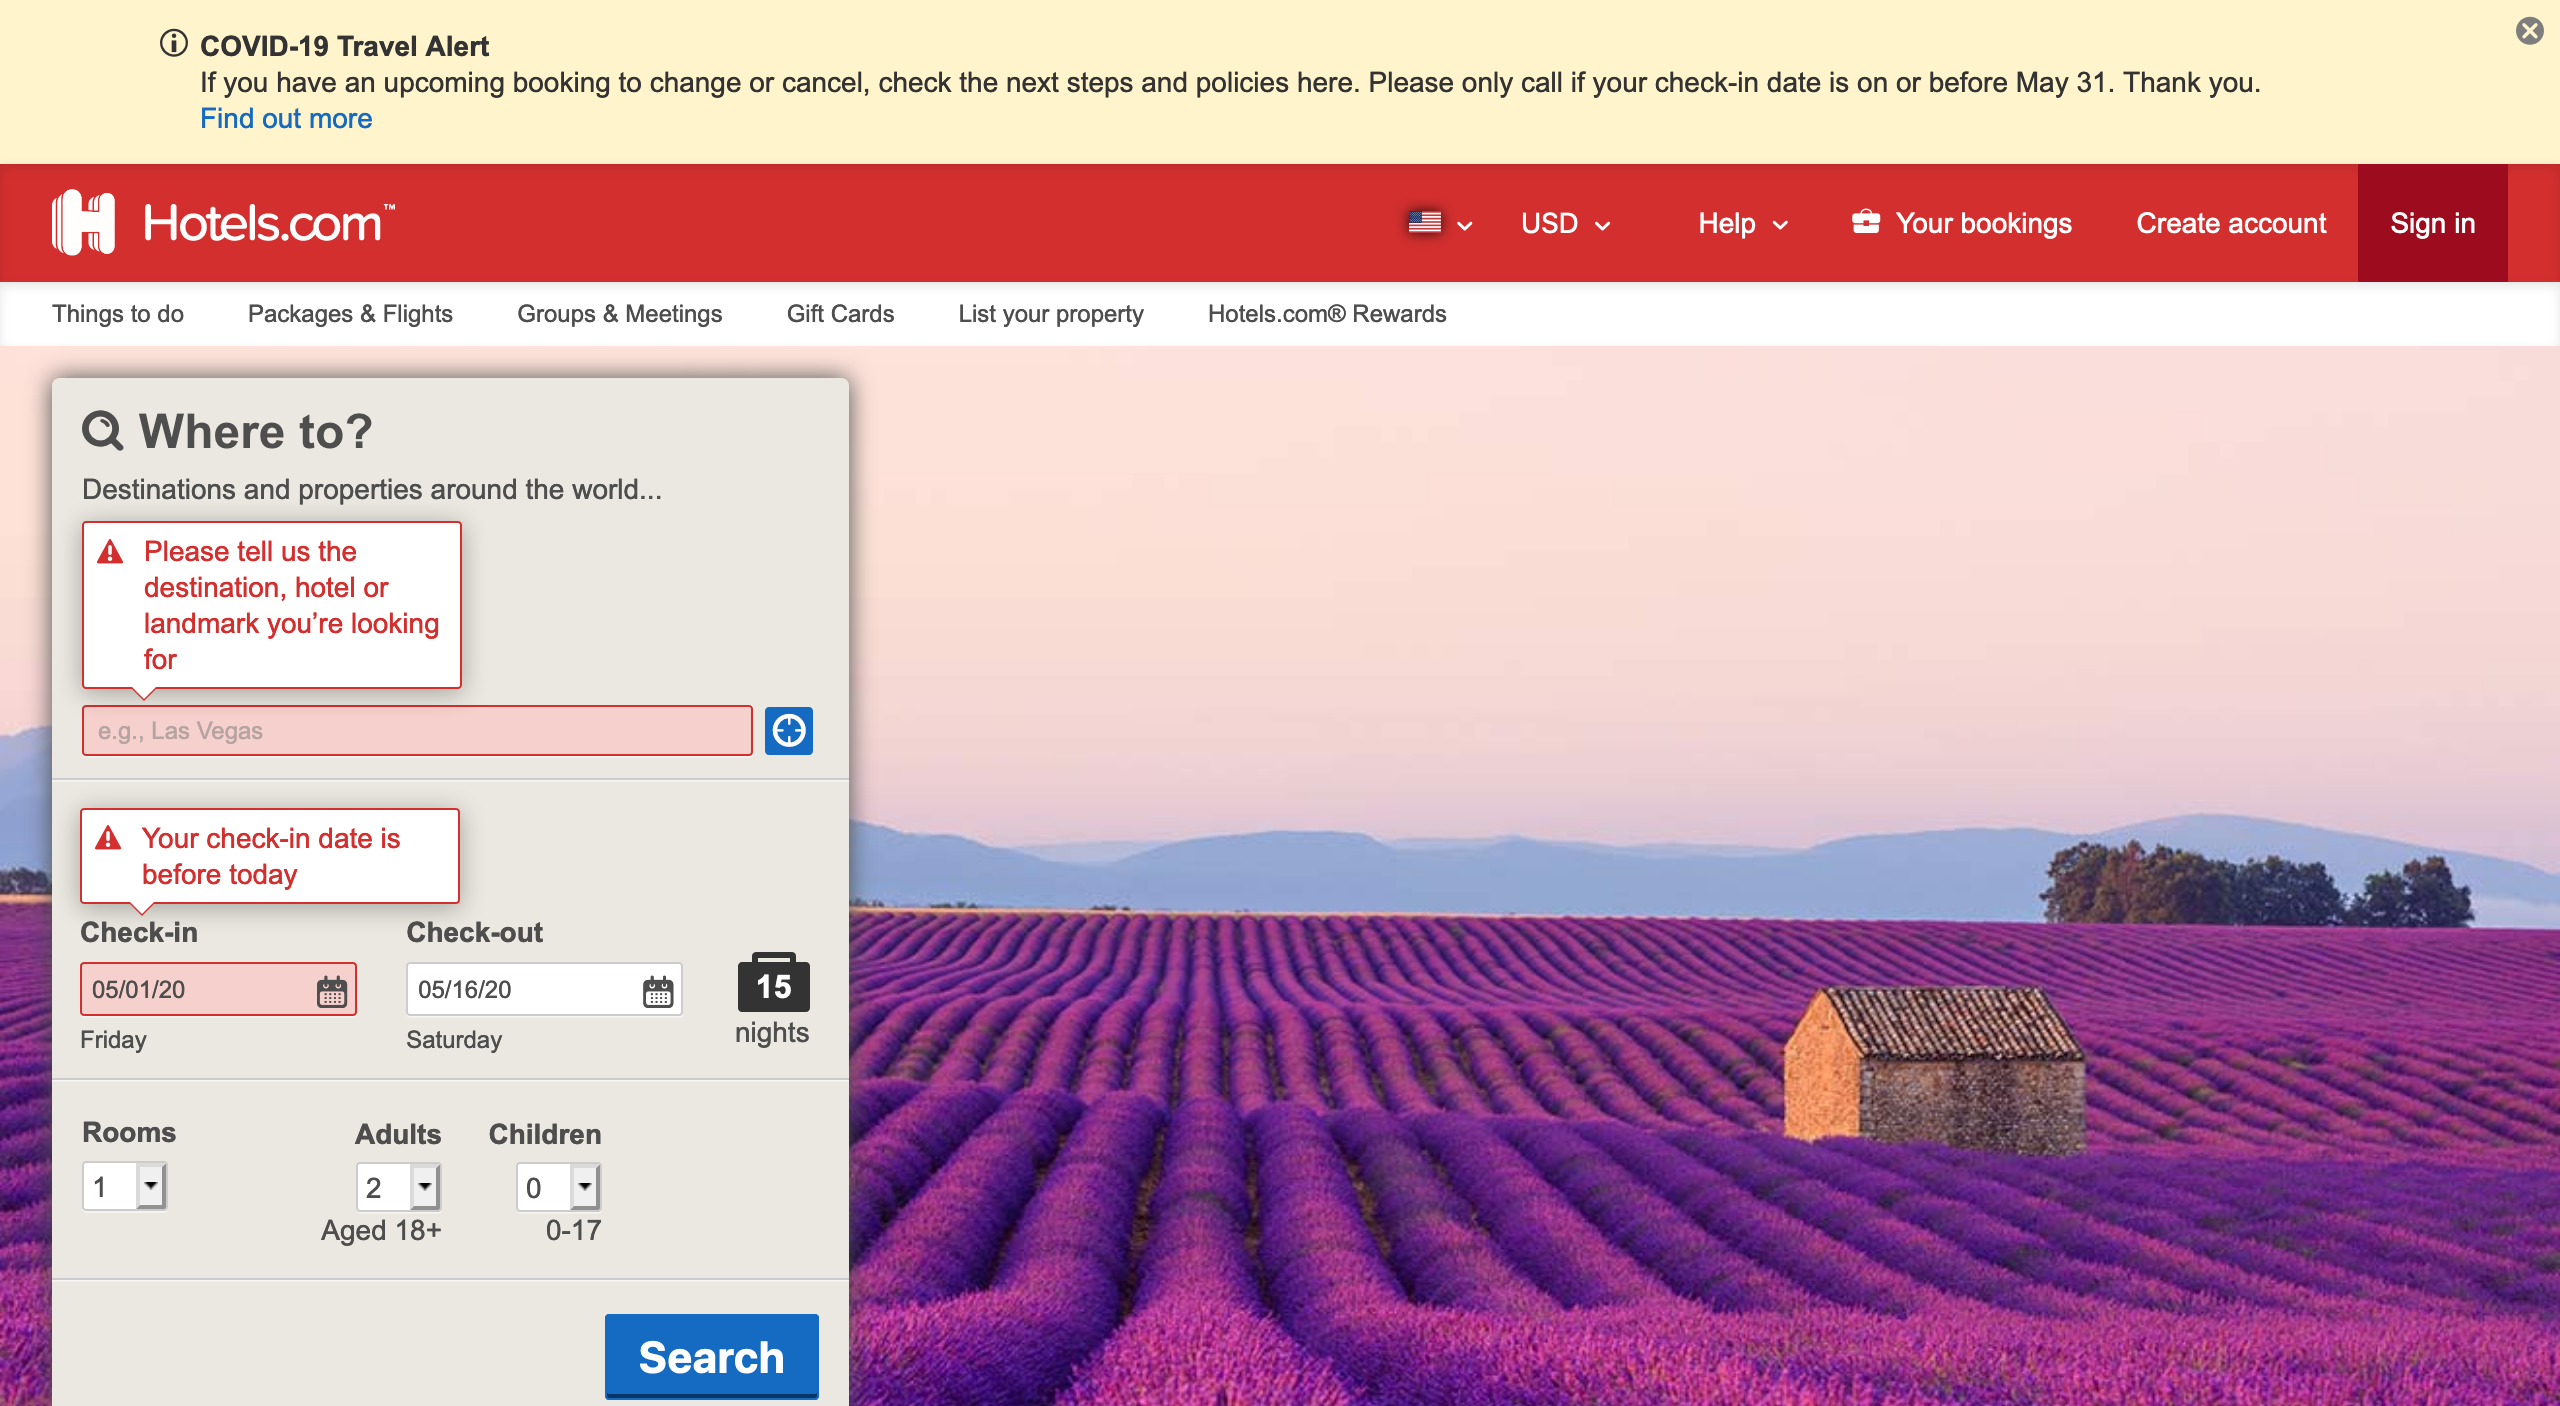 COVID-19 Travel Alert
If you have an upcoming booking to change or cancel, check the next steps and policies here. Please only call if your check-in date is on or before May 31. Thank you.
Find out more
Hotels.com™
USD
Help
Your bookings
Create account
Sign in
Things to do
Packages & Flights
Groups & Meetings
Gift Cards
List your property
Hotels.com® Rewards
Where to?
Destinations and properties around the world...
Please tell us the
destination, hotel or
landmark you’re looking
for
e.g., Las Vegas
Your check-in date is
before today
Check-in
Check-out
05/01/20
05/16/20
15
nights
Friday
Saturday
Rooms
Adults
Children
1
2
0
Aged 18+
0-17
Search